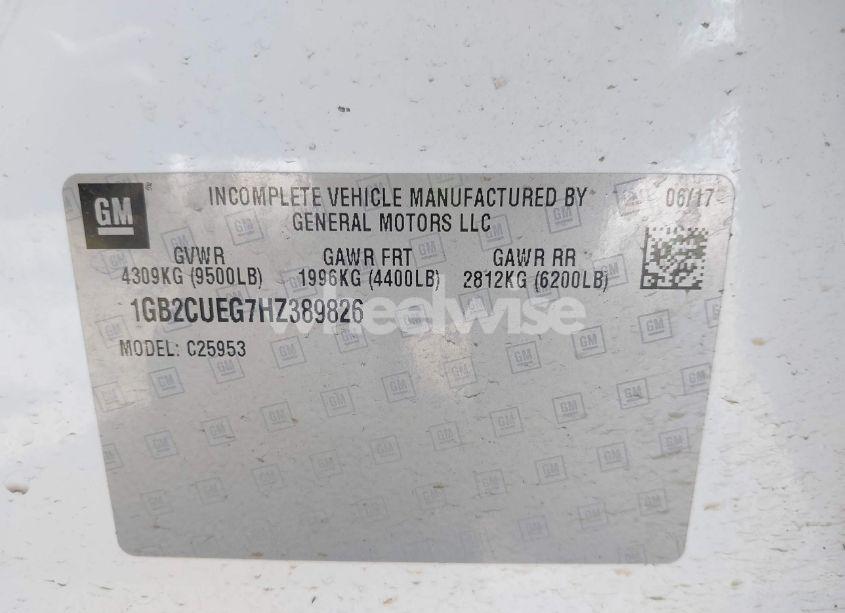 GM
INCOMPLETE VEHICLE MANUFACTURED BY
GENERAL MOTORS LLC
06/17
GVWR GAWR FRT GAWR RR
4309KG (9500LB) 1996KG (4400LB) 2812KG (6200LB)
1GB2CUEG7HZ389826
wheelwise
MODEL: C25953